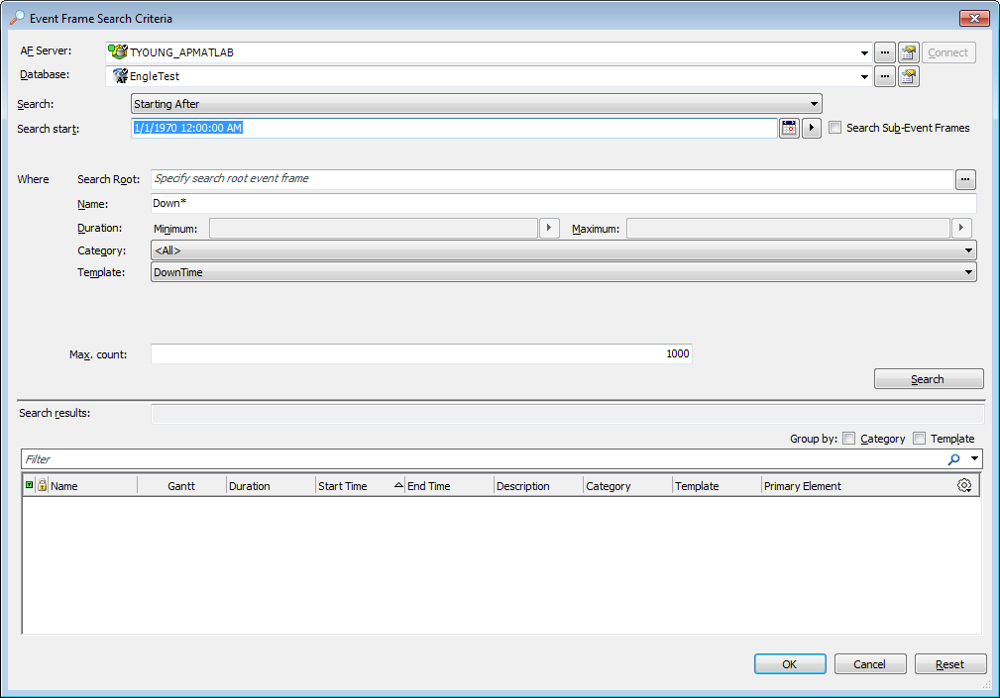 Event Frame Search Criteria
AF Server: TYOUNG_APMATLAB ... Connect
Database: EngleTest ...
Search: Starting After
Search start: 1/1/1970 12:00:00 AM Search Sub-Event Frames
Where Search Root: Specify search root event frame ...
Name: Down*
Duration: Minimum: Maximum:
Category: <All>
Template: DownTime
Max. count: 1000
Search
Search results:
Group by: Category Template
Filter
Name Gantt Duration Start Time End Time Description Category Template Primary Element
OK Cancel Reset